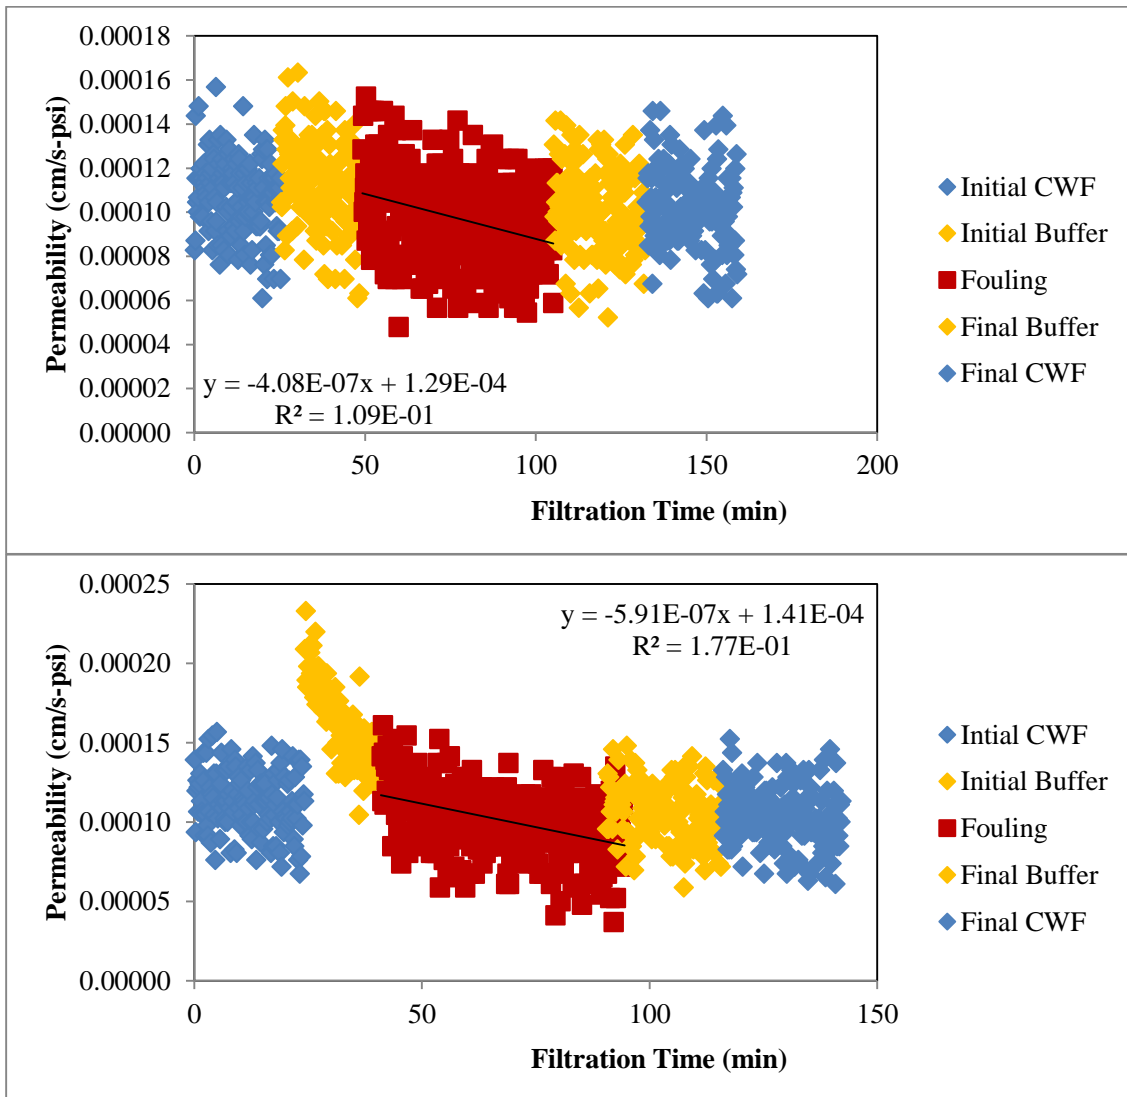 0.00018
0.00016
0.00014
0.00012
0.00010
0.00008
0.00006
0.00004
0.00002
0.00000
Permeability (cm/s-psi)
y = -4.08E-07x + 1.29E-04
R² = 1.09E-01
0 50 100 150 200
Filtration Time (min)
Initial CWF
Initial Buffer
Fouling
Final Buffer
Final CWF
0.00025
0.00020
0.00015
0.00010
0.00005
0.00000
Permeability (cm/s-psi)
y = -5.91E-07x + 1.41E-04
R² = 1.77E-01
0 50 100 150
Filtration Time (min)
Intial CWF
Initial Buffer
Fouling
Final Buffer
Final CWF